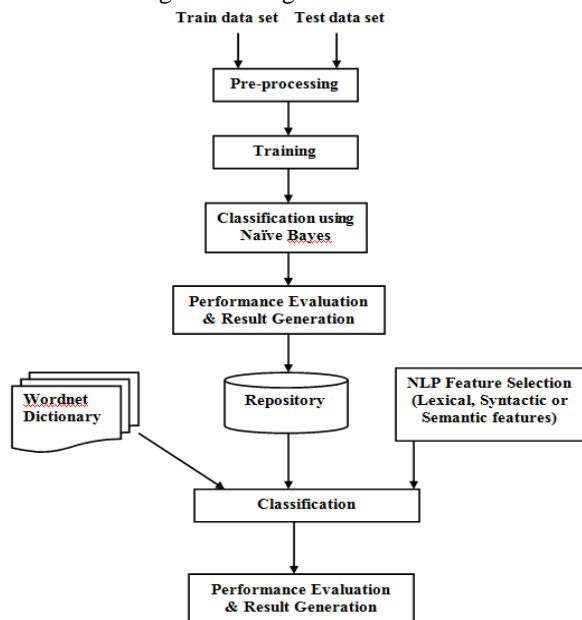 Train data set Test data set
Pre-processing
Training
Classification using
Naïve Bayes
Performance Evaluation
& Result Generation
Wordnet
Dictionary
Repository
NLP Feature Selection
(Lexical, Syntactic or
Semantic features)
Classification
Performance Evaluation
& Result Generation